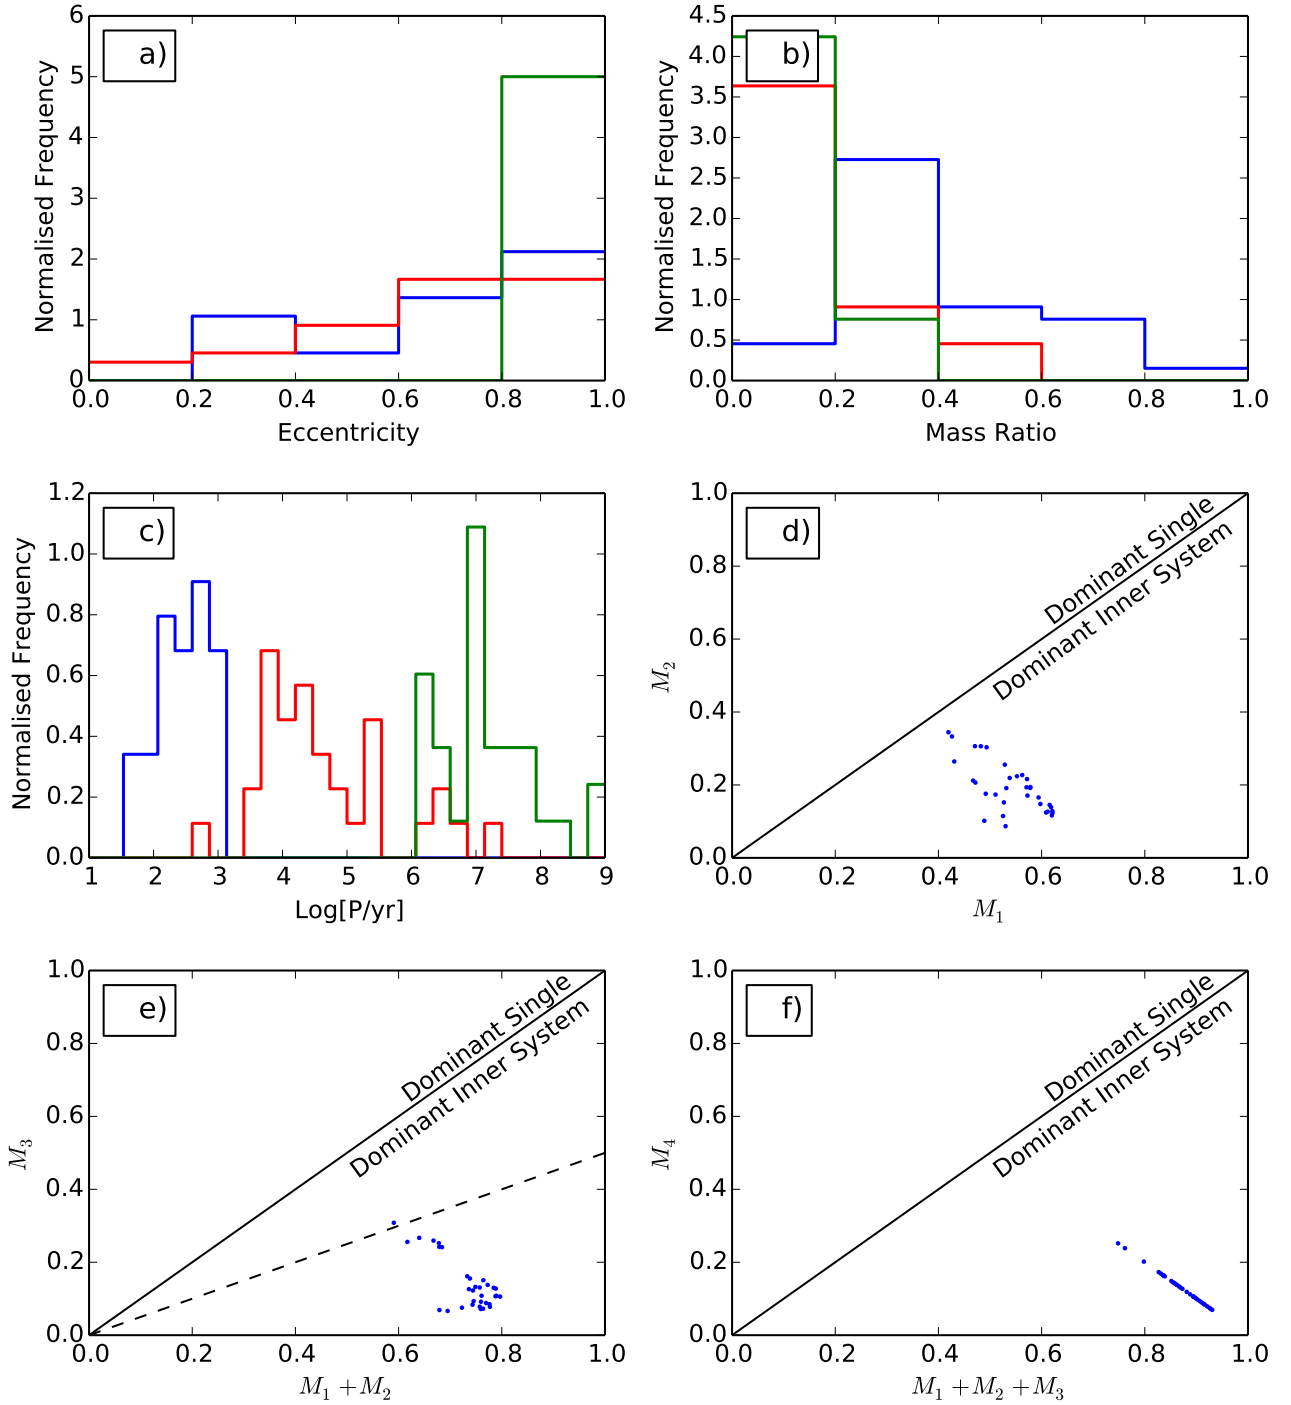 a)
Normalised Frequency
6
5
4
3
2
1
0
0.0 0.2 0.4 0.6 0.8 1.0
Eccentricity
b)
Normalised Frequency
4.5
4.0
3.5
3.0
2.5
2.0
1.5
1.0
0.5
0.0
0.0 0.2 0.4 0.6 0.8 1.0
Mass Ratio
c)
Normalised Frequency
1.2
1.0
0.8
0.6
0.4
0.2
0.0
1 2 3 4 5 6 7 8 9
Log[P/yr]
d)
M₂
1.0
0.8
0.6
0.4
0.2
0.0
Dominant Single
Dominant Inner System
0.0 0.2 0.4 0.6 0.8 1.0
M₁
e)
M₃
1.0
0.8
0.6
0.4
0.2
0.0
Dominant Single
Dominant Inner System
0.0 0.2 0.4 0.6 0.8 1.0
M₁ + M₂
f)
M₄
1.0
0.8
0.6
0.4
0.2
0.0
Dominant Single
Dominant Inner System
0.0 0.2 0.4 0.6 0.8 1.0
M₁ + M₂ + M₃